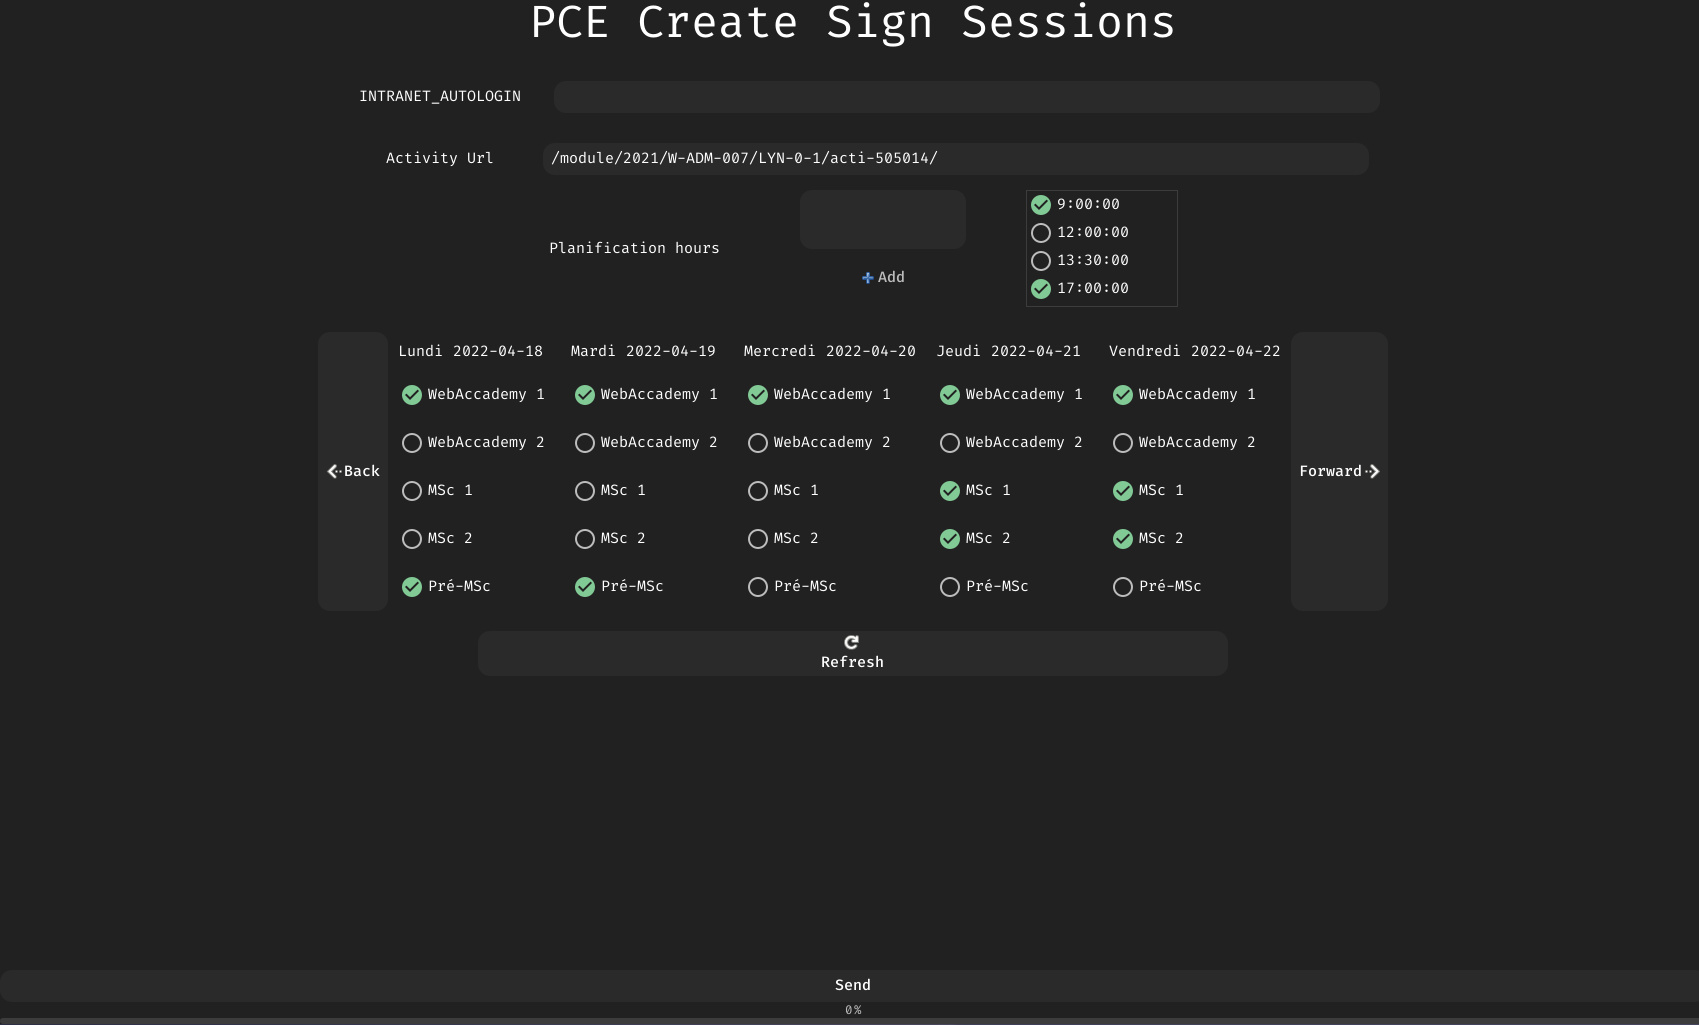 PCE Create Sign Sessions
INTRANET_AUTOLOGIN
Activity Url /module/2021/W-ADM-007/LYN-0-1/acti-505014/
Planification hours
Add
9:00:00
12:00:00
13:30:00
17:00:00
Back
Lundi 2022-04-18 Mardi 2022-04-19 Mercredi 2022-04-20 Jeudi 2022-04-21 Vendredi 2022-04-22
WebAccademy 1 WebAccademy 1 WebAccademy 1 WebAccademy 1 WebAccademy 1
WebAccademy 2 WebAccademy 2 WebAccademy 2 WebAccademy 2 WebAccademy 2
MSc 1 MSc 1 MSc 1 MSc 1 MSc 1
MSc 2 MSc 2 MSc 2 MSc 2 MSc 2
Pré-MSc Pré-MSc Pré-MSc Pré-MSc Pré-MSc
Forward
Refresh
Send
0%